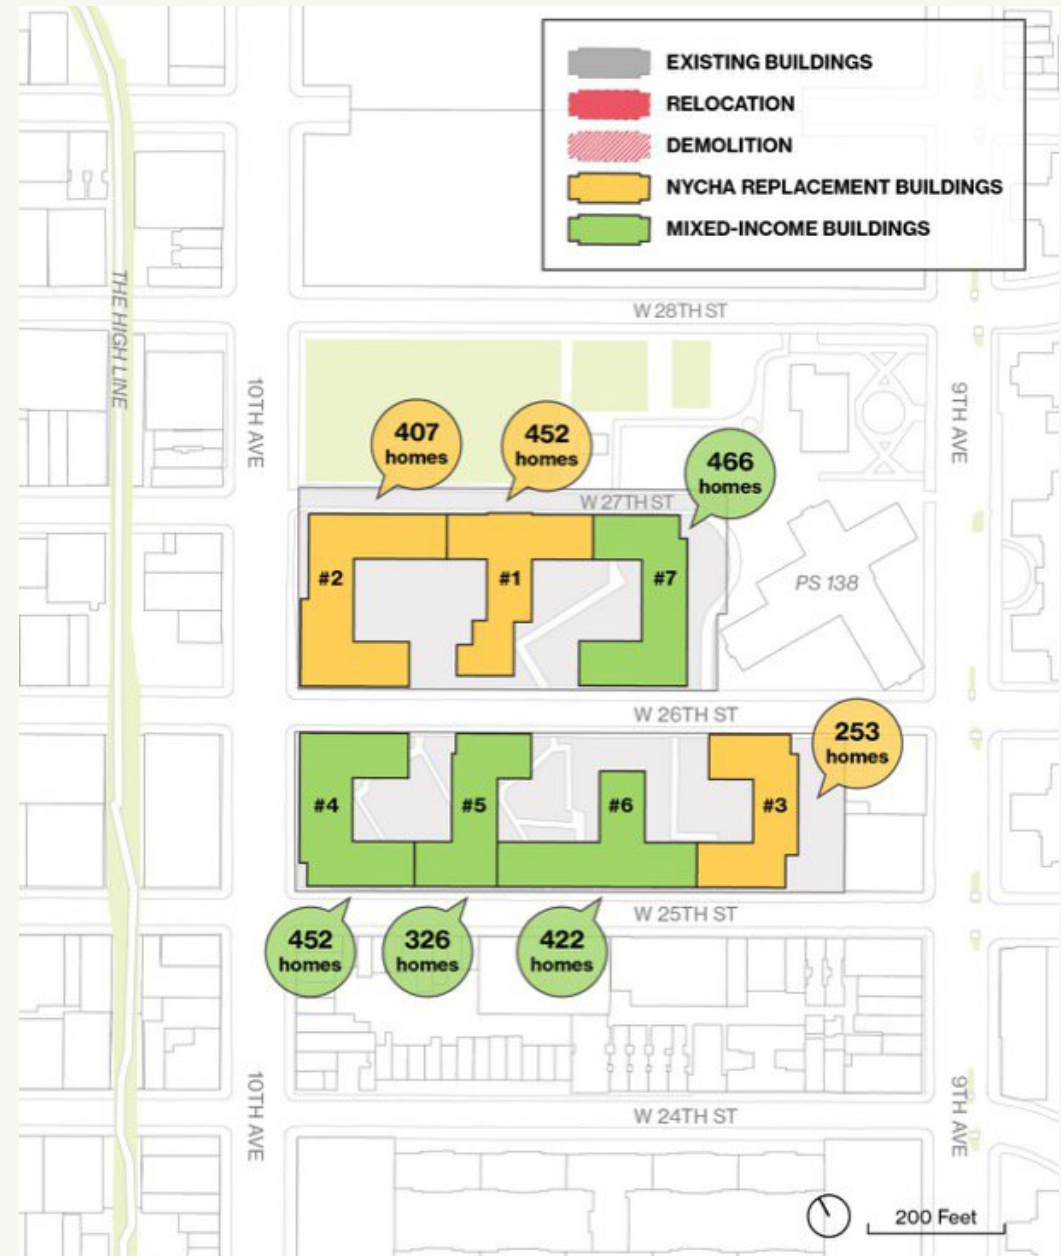 EXISTING BUILDINGS
RELOCATION
DEMOLITION
NYCHA REPLACEMENT BUILDINGS
MIXED-INCOME BUILDINGS
W 28TH ST
THE HIGH LINE
10TH AVE
9TH AVE
407
homes
452
homes
466
homes
W 27TH ST
#2
#1
#7
PS 138
W 26TH ST
253
homes
#4
#5
#6
#3
W 25TH ST
452
homes
326
homes
422
homes
10TH AVE
9TH AVE
W 24TH ST
200 Feet